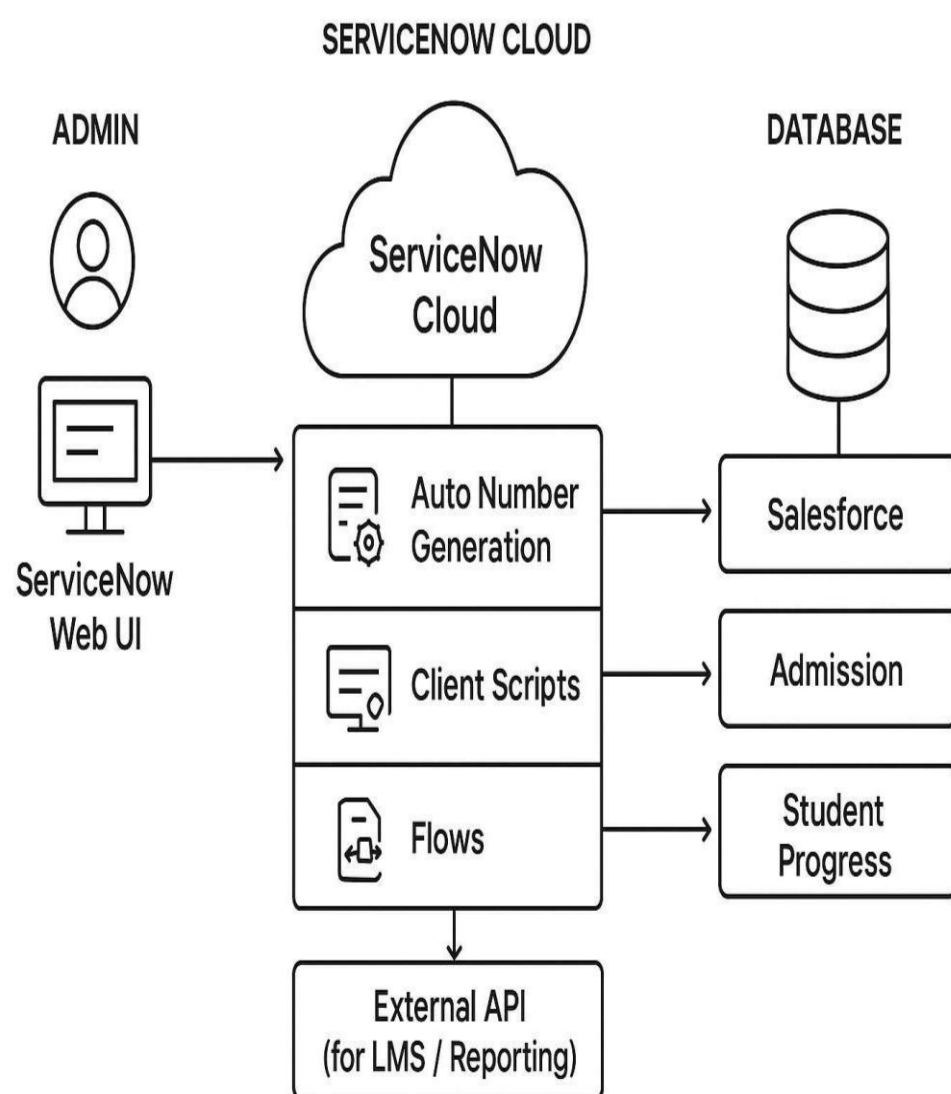 SERVICENOW CLOUD
ADMIN
DATABASE
ServiceNow
Cloud
ServiceNow
Web UI
Auto Number
Generation
Client Scripts
Flows
Salesforce
Admission
Student
Progress
External API
(for LMS / Reporting)